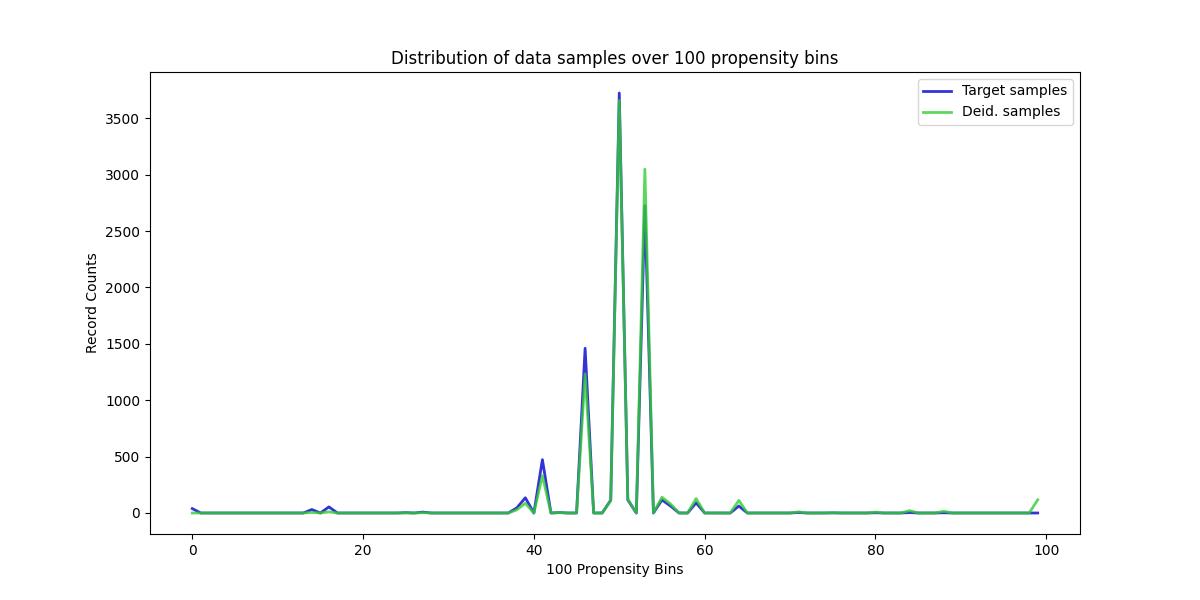 Distribution of data samples over 100 propensity bins
Target samples
Deid. samples
3500
3000
2500
2000
1500
1000
500
0
Record Counts
0 20 40 60 80 100
100 Propensity Bins